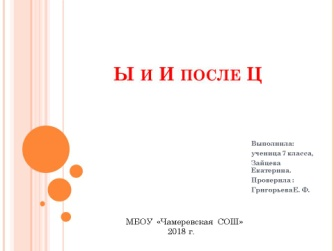 Ы и И после Ц
Выполнила:
ученица 7 класса,
Зайцева
Екатерина.
Проверила :
ГригорьеваЕ. Ф.
МБОУ «Чамеревская СОШ»
2018 г.